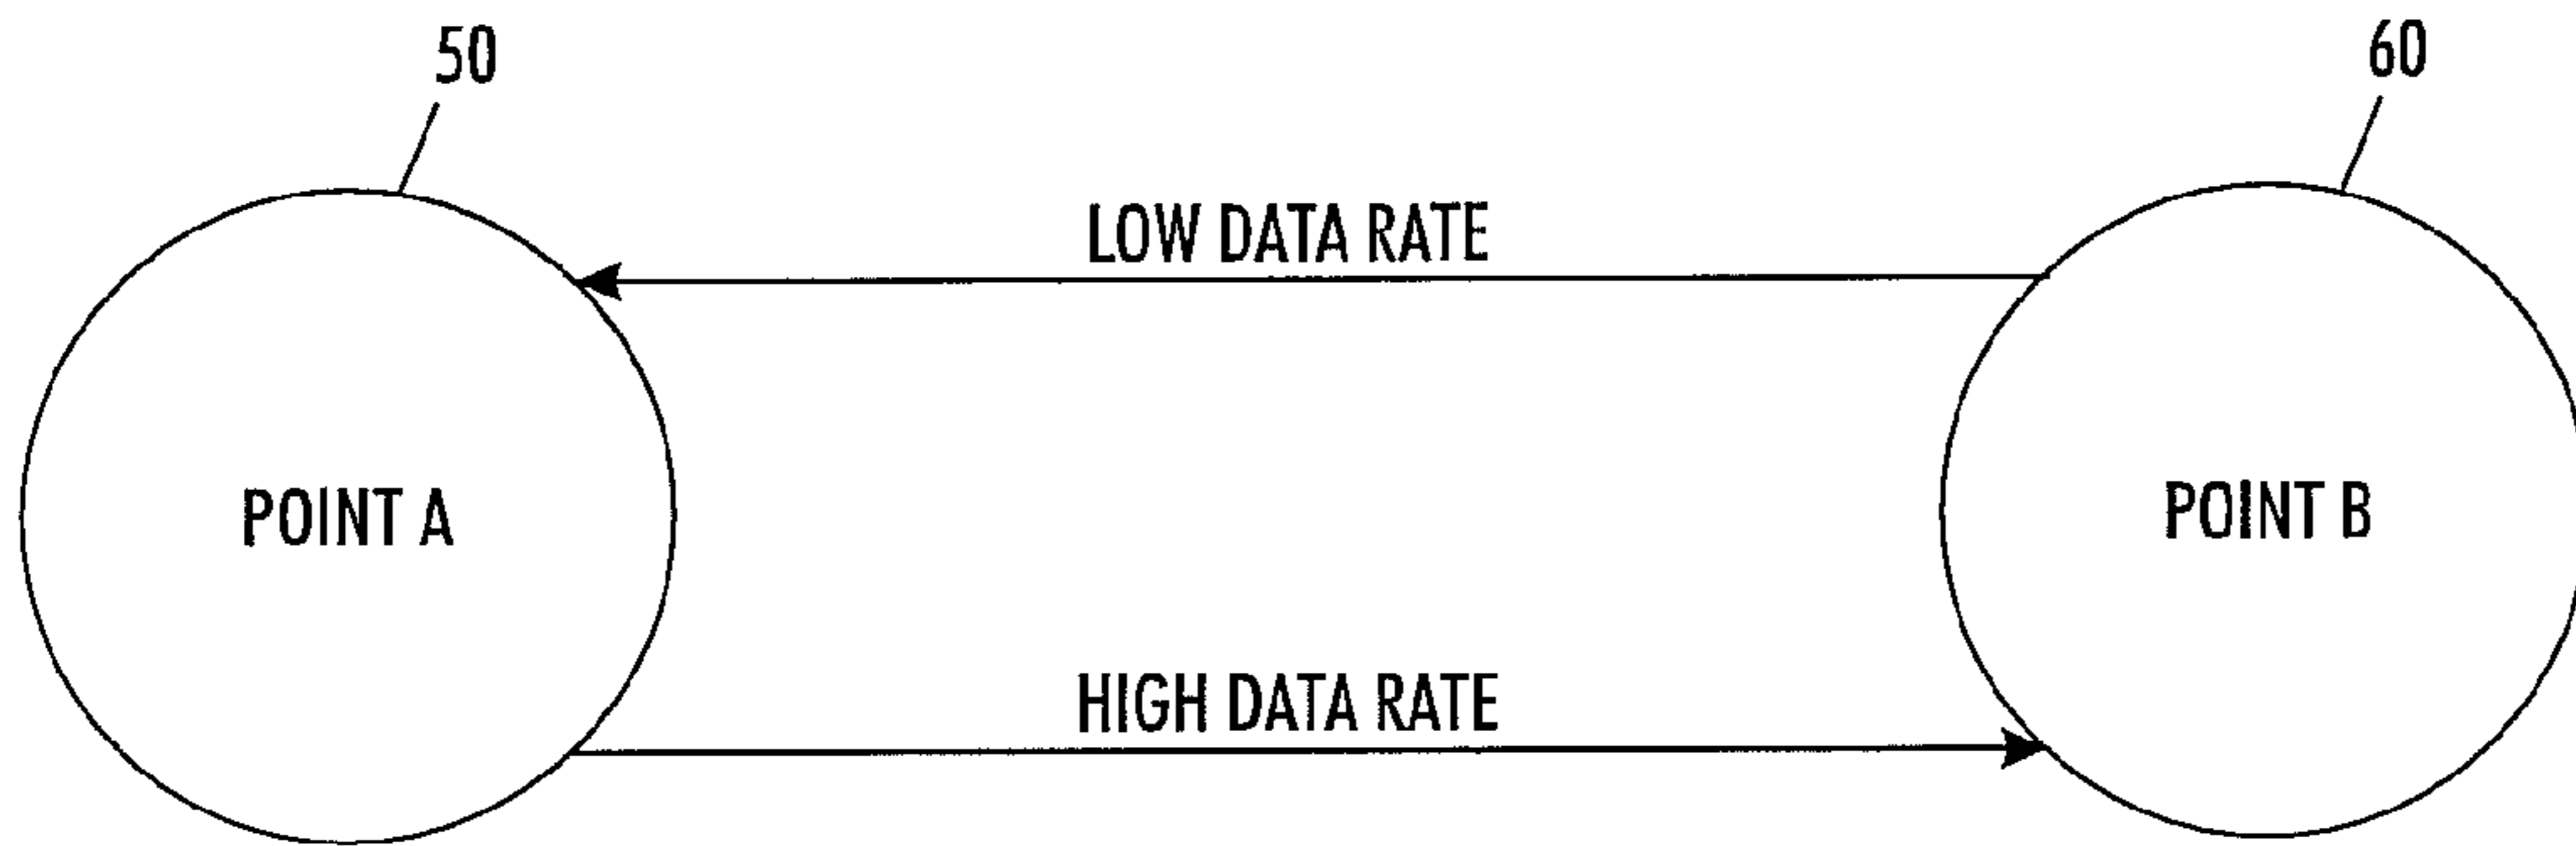 50
60
LOW DATA RATE
POINT A
POINT B
HIGH DATA RATE